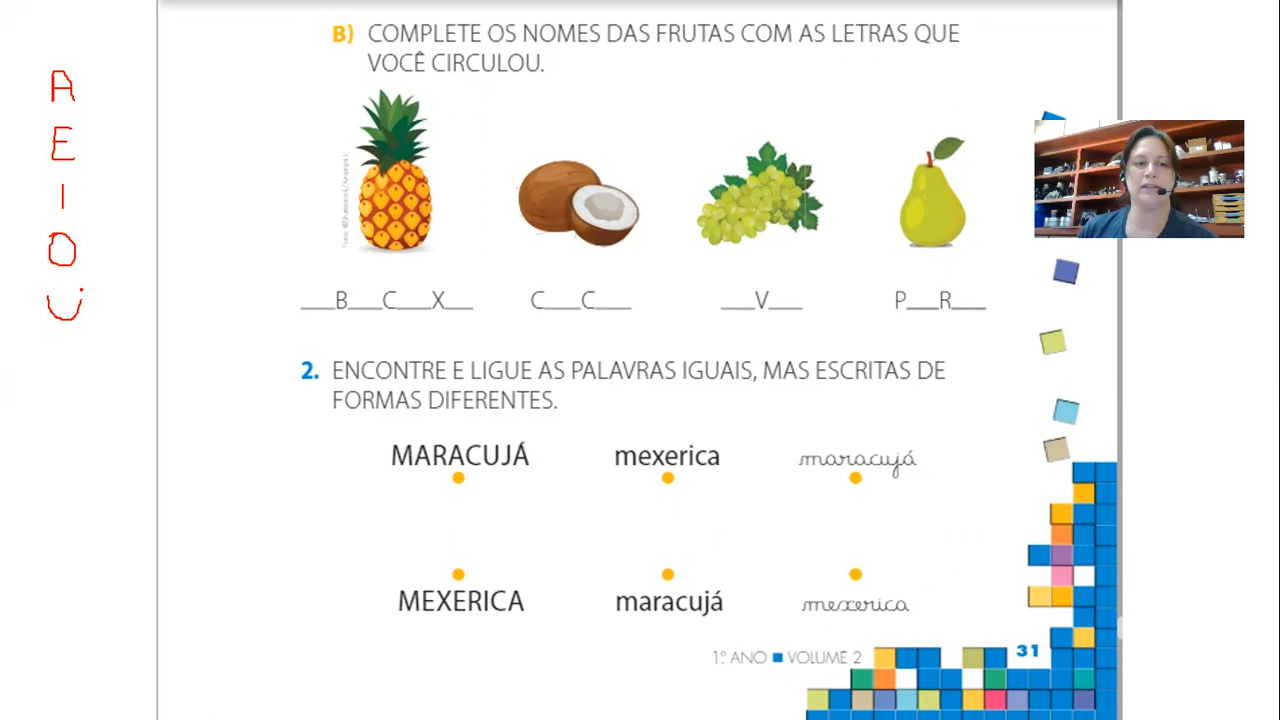 A
E
I
O
U
B) COMPLETE OS NOMES DAS FRUTAS COM AS LETRAS QUE
VOCÊ CIRCULOU.
___B___C___X___ C___C___ ___V___ P___R___
2. ENCONTRE E LIGUE AS PALAVRAS IGUAIS, MAS ESCRITAS DE
FORMAS DIFERENTES.
MARACUJÁ mexerica maracujá
MEXERICA maracujá mexerica
1º. ANO ■ VOLUME 2 31